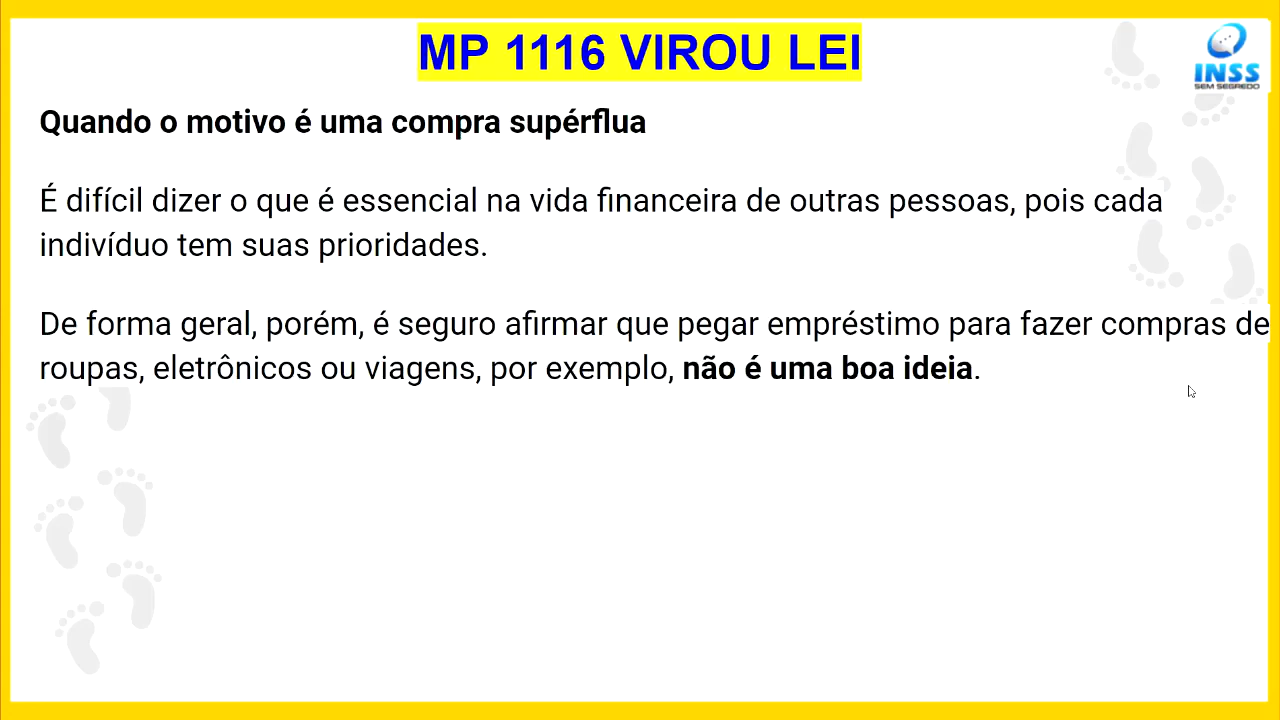 MP 1116 VIROU LEI
INSS
SEM SEGREDO
Quando o motivo é uma compra supérflua
É difícil dizer o que é essencial na vida financeira de outras pessoas, pois cada
indivíduo tem suas prioridades.
De forma geral, porém, é seguro afirmar que pegar empréstimo para fazer compras de
roupas, eletrônicos ou viagens, por exemplo, não é uma boa ideia.